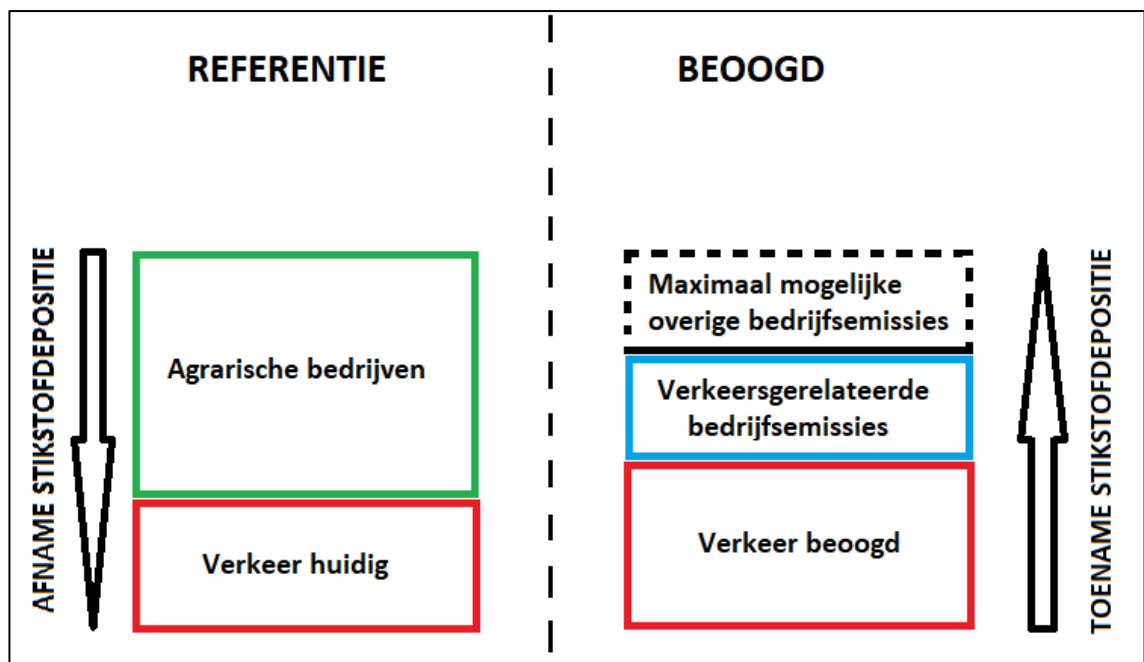 REFERENTIE
BEOOGD
AFNAME STIKSTOFDEPOSITIE
Agrarische bedrijven
Verkeer huidig
Maximaal mogelijke
overige bedrijfsemissies
Verkeersgerelateerde
bedrijfsemissies
Verkeer beoogd
TOENAME STIKSTOFDEPOSITIE